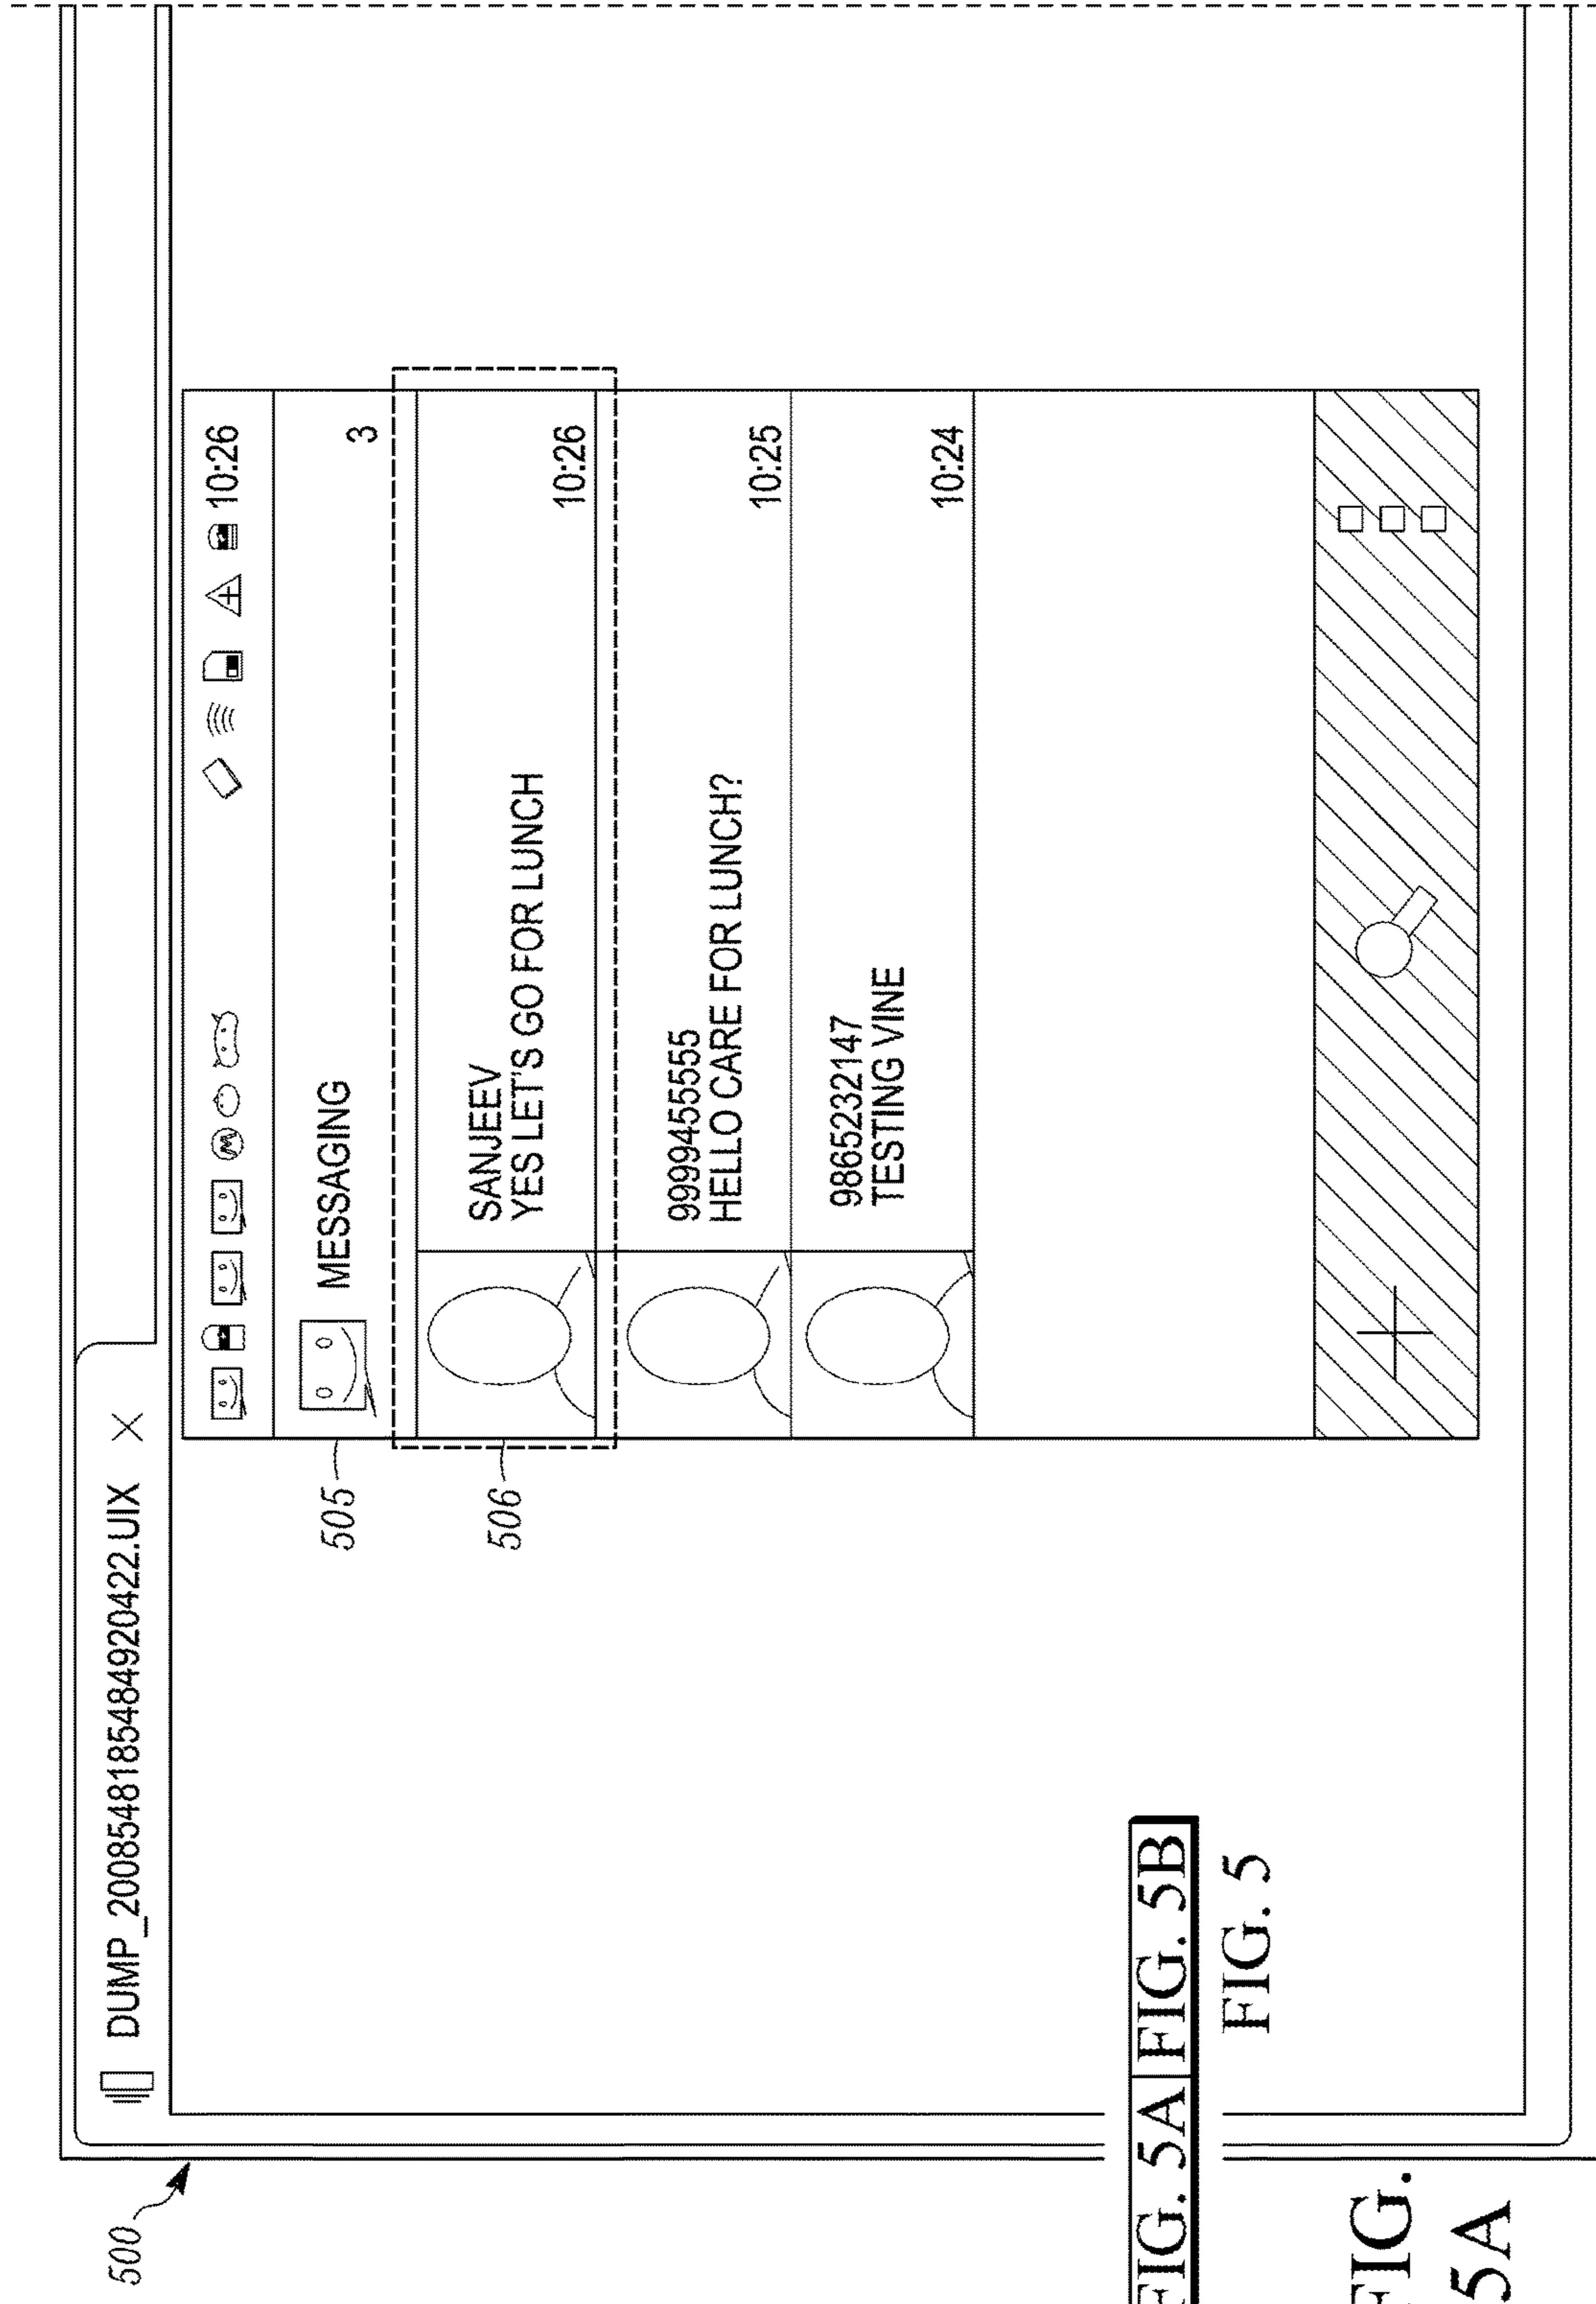 500
DUMP_2008548185484920422.UIX X
10:26
505
MESSAGING 3
506
SANJEEV
YES LET'S GO FOR LUNCH
10:26
9999455555
HELLO CARE FOR LUNCH?
10:25
9865232147
TESTING VINE
10:24
FIG. 5A FIG. 5B
FIG. 5
FIG.
5A